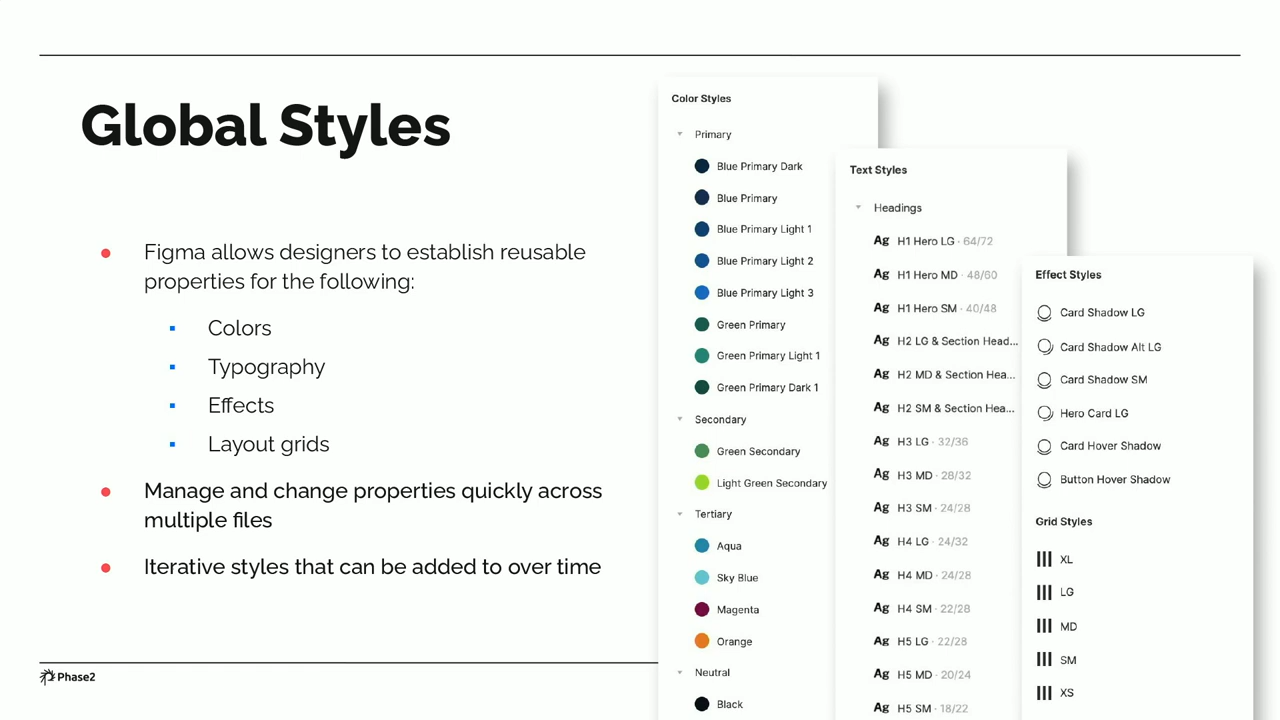 Global Styles
Figma allows designers to establish reusable
properties for the following:
Colors
Typography
Effects
Layout grids
Manage and change properties quickly across
multiple files
Iterative styles that can be added to over time
Phase2
Color Styles
Primary
Blue Primary Dark
Blue Primary
Blue Primary Light 1
Blue Primary Light 2
Blue Primary Light 3
Green Primary
Green Primary Light 1
Green Primary Dark 1
Secondary
Green Secondary
Light Green Secondary
Tertiary
Aqua
Sky Blue
Magenta
Orange
Neutral
Black
Text Styles
Headings
Ag H1 Hero LG · 64/72
Ag H1 Hero MD · 48/60
Ag H1 Hero SM · 40/48
Ag H2 LG & Section Head...
Ag H2 MD & Section Hea...
Ag H2 SM & Section Hea...
Ag H3 LG · 32/36
Ag H3 MD · 28/32
Ag H3 SM · 24/28
Ag H4 LG · 24/32
Ag H4 MD · 24/28
Ag H4 SM · 22/28
Ag H5 LG · 22/28
Ag H5 MD · 20/24
Ag H5 SM · 18/22
Effect Styles
Card Shadow LG
Card Shadow Alt LG
Card Shadow SM
Hero Card LG
Card Hover Shadow
Button Hover Shadow
Grid Styles
XL
LG
MD
SM
XS